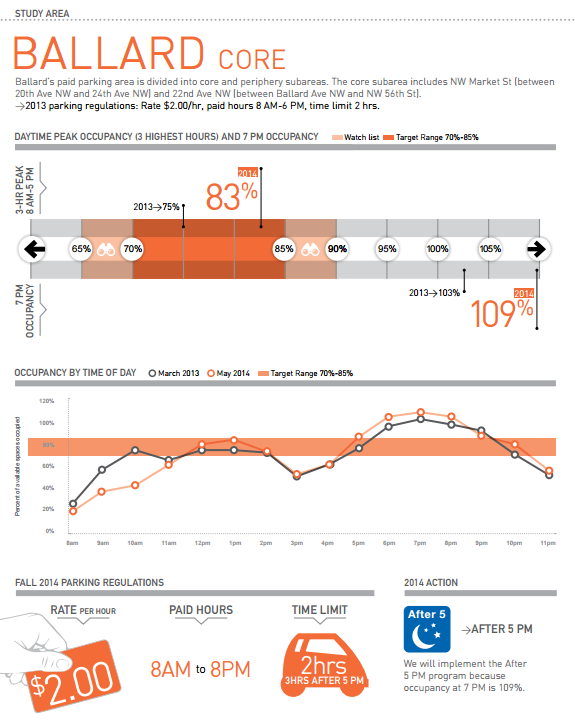 STUDY AREA
BALLARD CORE
Ballard's paid parking area is divided into core and periphery subareas. The core subarea includes NW Market St (between
20th Ave NW and 24th Ave NW) and 22nd Ave NW (between Ballard Ave NW and NW 56th St).
→2013 parking regulations: Rate $2.00/hr, paid hours 8 AM-6 PM, time limit 2 hrs.
DAYTIME PEAK OCCUPANCY (3 HIGHEST HOURS) AND 7 PM OCCUPANCY Watch list Target Range 70%-85%
3-HR PEAK
8 AM-5 PM
2013→75%
2014
83%
65% 70% 85% 90% 95% 100% 105%
7 PM
OCCUPANCY
2013→103%
2014
109%
OCCUPANCY BY TIME OF DAY March 2013 May 2014 Target Range 70%-85%
Percent of available spaces occupied
120%
100%
80%
60%
40%
20%
0%
8am 9am 10am 11am 12pm 1pm 2pm 3pm 4pm 5pm 6pm 7pm 8pm 9pm 10pm 11pm
FALL 2014 PARKING REGULATIONS
RATE PER HOUR
$2.00
PAID HOURS
8AM to 8PM
TIME LIMIT
2hrs
3HRS AFTER 5 PM
2014 ACTION
After 5
→AFTER 5 PM
We will implement the After
5 PM program because
occupancy at 7 PM is 109%.